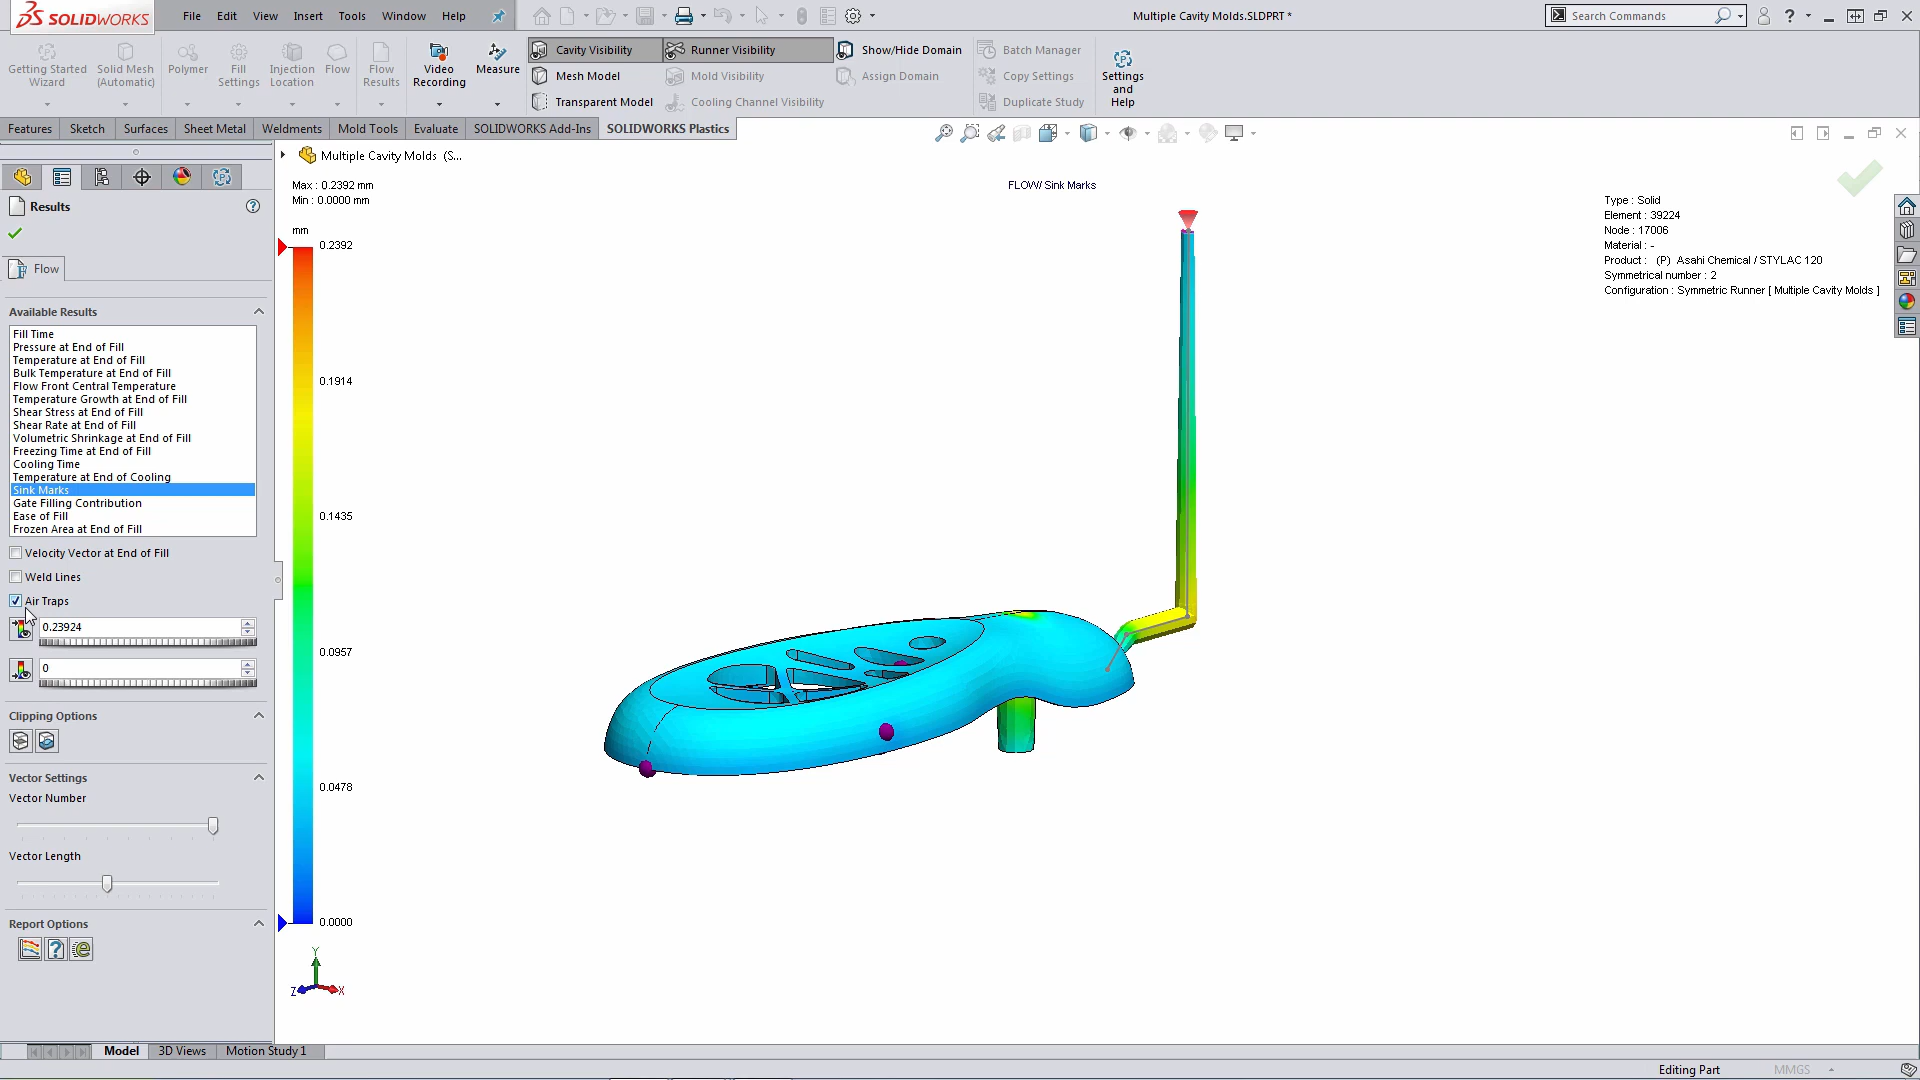 SOLIDWORKS
File Edit View Insert Tools Window Help
Multiple Cavity Molds.SLDPRT *
Search Commands
Getting Started Wizard
Solid Mesh (Automatic)
Polymer
Fill Settings
Injection Location
Flow
Flow Results
Video Recording
Measure
Cavity Visibility
Runner Visibility
Show/Hide Domain
Batch Manager
Mesh Model
Mold Visibility
Assign Domain
Copy Settings
Transparent Model
Cooling Channel Visibility
Duplicate Study
Settings and Help
Features Sketch Surfaces Sheet Metal Weldments Mold Tools Evaluate SOLIDWORKS Add-Ins SOLIDWORKS Plastics
Multiple Cavity Molds (S...
Results
Flow
Available Results
Fill Time
Pressure at End of Fill
Temperature at End of Fill
Bulk Temperature at End of Fill
Flow Front Central Temperature
Temperature Growth at End of Fill
Shear Stress at End of Fill
Shear Rate at End of Fill
Volumetric Shrinkage at End of Fill
Freezing Time at End of Fill
Cooling Time
Temperature at End of Cooling
Sink Marks
Gate Filling Contribution
Ease of Fill
Frozen Area at End of Fill
Velocity Vector at End of Fill
Weld Lines
Air Traps
0.23924
0
Clipping Options
Vector Settings
Vector Number
Vector Length
Report Options
Max : 0.2392 mm
Min : 0.0000 mm
mm
0.2392
0.1914
0.1435
0.0957
0.0478
0.0000
FLOW/ Sink Marks
Type : Solid
Element : 39224
Node : 17006
Material : -
Product : (P) Asahi Chemical / STYLAC 120
Symmetrical number : 2
Configuration : Symmetric Runner [ Multiple Cavity Molds ]
Y
Z X
Model 3D Views Motion Study 1
Editing Part MMGS